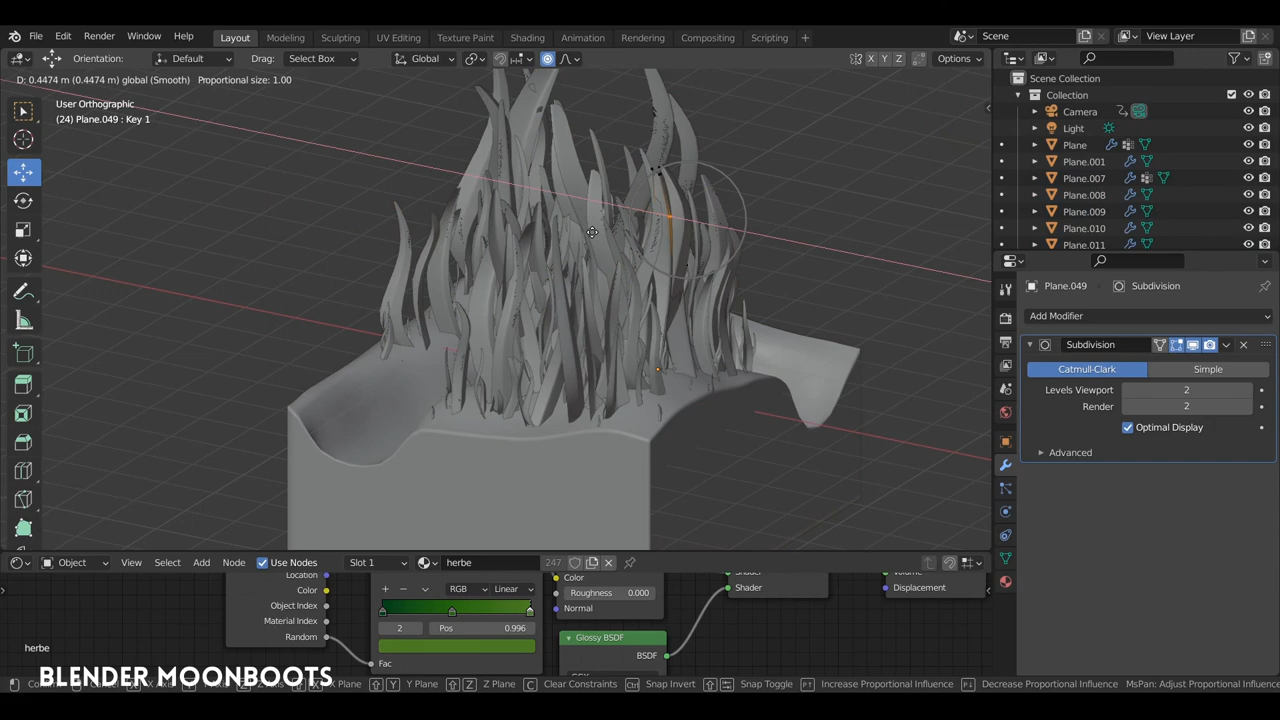 File Edit Render Window Help Layout Modeling Sculpting UV Editing Texture Paint Shading Animation Rendering Compositing Scripting + Scene View Layer
Orientation: Default Drag: Select Box Global X Y Z Options
D: 0.4474 m (0.4474 m) global (Smooth) Proportional size: 1.00
User Orthographic
(24) Plane.049 : Key 1
Scene Collection
Collection
Camera
Light
Plane
Plane.001
Plane.007
Plane.008
Plane.009
Plane.010
Plane.011
Plane.049 Subdivision
Add Modifier
Subdivision
Catmull-Clark Simple
Levels Viewport 2
Render 2
Optimal Display
Advanced
Object View Select Add Node Use Nodes Slot 1 herbe 247
Location
Color
Object Index
Material Index
Random
RGB Linear
2 Pos 0.996
Fac
Color
Roughness 0.000
Normal
Glossy BSDF
BSDF
Shader
Displacement
herbe
BLENDER MOONBOOTS
X Plane Y Plane Z Plane C Clear Constraints Ctrl Snap Invert Snap Toggle Increase Proportional Influence Decrease Proportional Influence MsPan: Adjust Proportional Influence